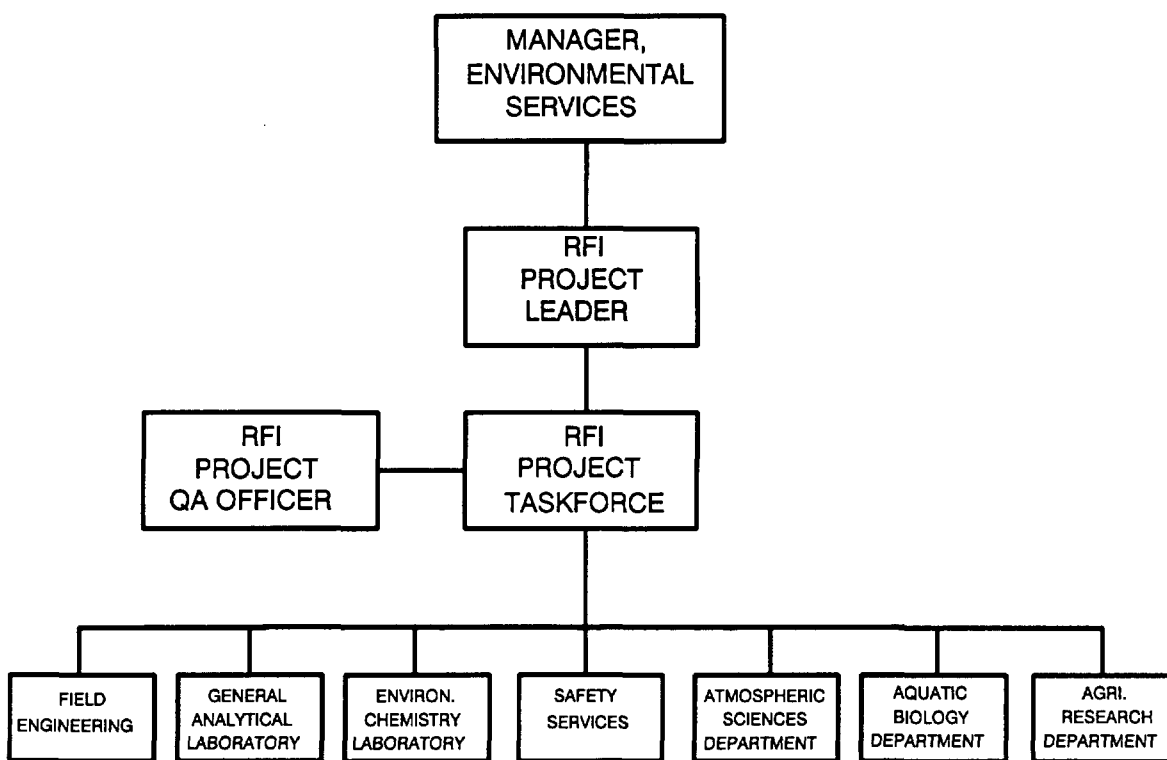 MANAGER,
ENVIRONMENTAL
SERVICES
RFI
PROJECT
LEADER
RFI
PROJECT
QA OFFICER
RFI
PROJECT
TASKFORCE
FIELD
ENGINEERING
GENERAL
ANALYTICAL
LABORATORY
ENVIRON.
CHEMISTRY
LABORATORY
SAFETY
SERVICES
ATMOSPHERIC
SCIENCES
DEPARTMENT
AQUATIC
BIOLOGY
DEPARTMENT
AGRI.
RESEARCH
DEPARTMENT